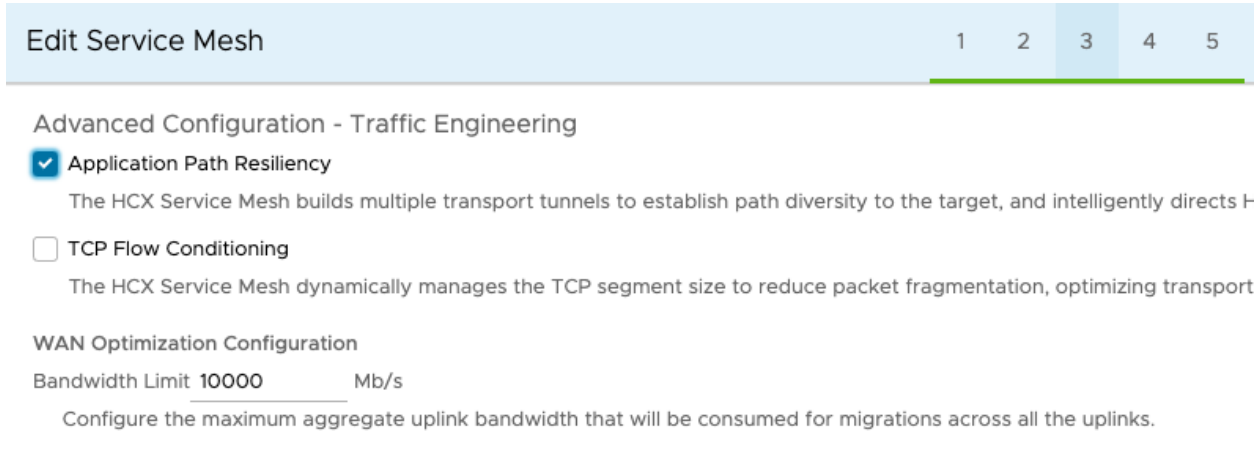 Edit Service Mesh 1 2 3 4 5
Advanced Configuration - Traffic Engineering
Application Path Resiliency
The HCX Service Mesh builds multiple transport tunnels to establish path diversity to the target, and intelligently directs H
TCP Flow Conditioning
The HCX Service Mesh dynamically manages the TCP segment size to reduce packet fragmentation, optimizing transport
WAN Optimization Configuration
Bandwidth Limit 10000 Mb/s
Configure the maximum aggregate uplink bandwidth that will be consumed for migrations across all the uplinks.